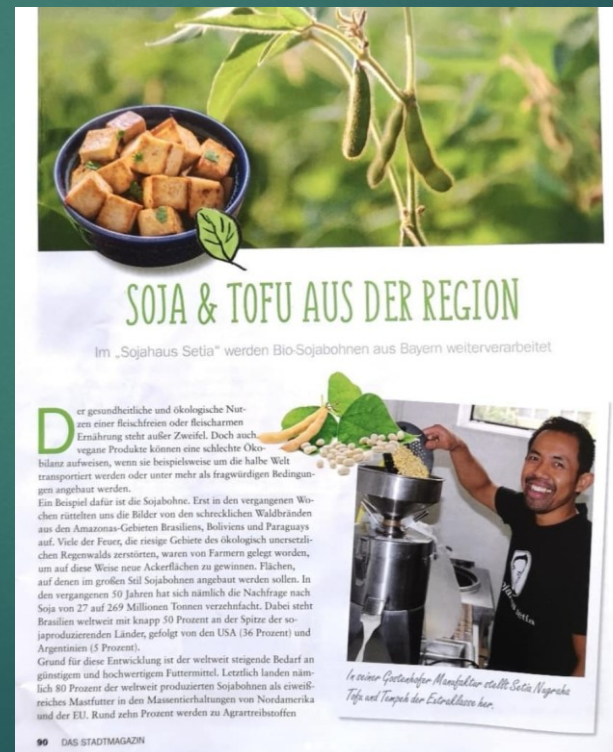 SOJA & TOFU AUS DER REGION
Im „Sojahaus Setia“ werden Bio-Sojabohnen aus Bayern weiterverarbeitet
Der gesundheitliche und ökologische Nut-
zen einer fleischfreien oder fleischarmen
Ernährung steht außer Zweifel. Doch auch
vegane Produkte können eine schlechte Öko-
bilanz aufweisen, wenn sie beispielsweise um die halbe Welt
transportiert werden oder unter mehr als fragwürdigen Bedingun-
gen angebaut werden.
Ein Beispiel dafür ist die Sojabohne. Erst in den vergangenen Wo-
chen rüttelten uns die Bilder von den schrecklichen Waldbränden
aus den Amazonas-Gebieten Brasiliens, Boliviens und Paraguays
auf. Viele der Feuer, die riesige Gebiete des ökologisch unersetzli-
chen Regenwalds zerstörten, waren von Farmern gelegt worden,
um auf diese Weise neue Ackerflächen zu gewinnen. Flächen,
auf denen im großen Stil Sojabohnen angebaut werden sollen. In
den vergangenen 50 Jahren hat sich nämlich die Nachfrage nach
Soja von 27 auf 269 Millionen Tonnen verzehnfacht. Dabei steht
Brasilien weltweit mit knapp 50 Prozent an der Spitze der so-
japroduzierenden Länder, gefolgt von den USA (36 Prozent) und
Argentinien (5 Prozent).
Grund für diese Entwicklung ist der weltweit steigende Bedarf an
günstigem und hochwertigem Futtermittel. Letztlich landen näm-
lich 80 Prozent der weltweit produzierten Sojabohnen als eiweiß-
reiches Mastfutter in den Massentierhaltungen von Nordamerika
und der EU. Rund zehn Prozent werden zu Agrartreibstoffen
In seiner Gostenhofer Manufaktur stellt Setia Nugraha
Tofu und Tempeh der Extraklasse her.
90 DAS STADTMAGAZIN